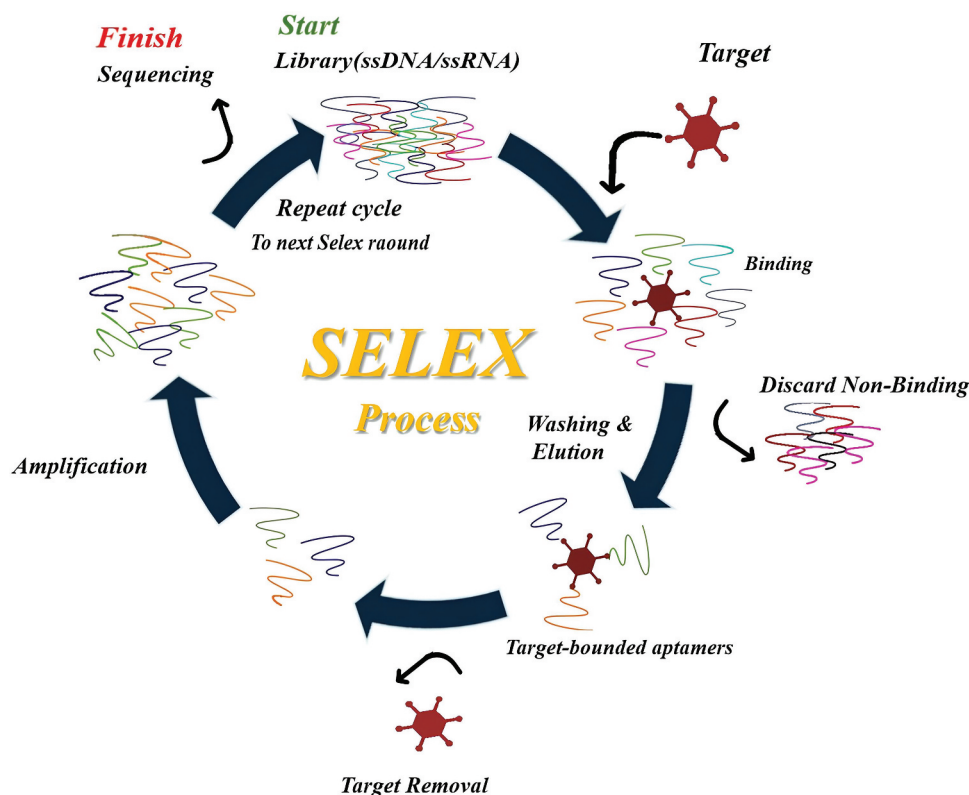 Finish
Sequencing
Start
Library(ssDNA/ssRNA)
Target
Repeat cycle
To next Selex raound
Binding
SELEX
Process
Discard Non-Binding
Washing &
Elution
Amplification
Target-bounded aptamers
Target Removal